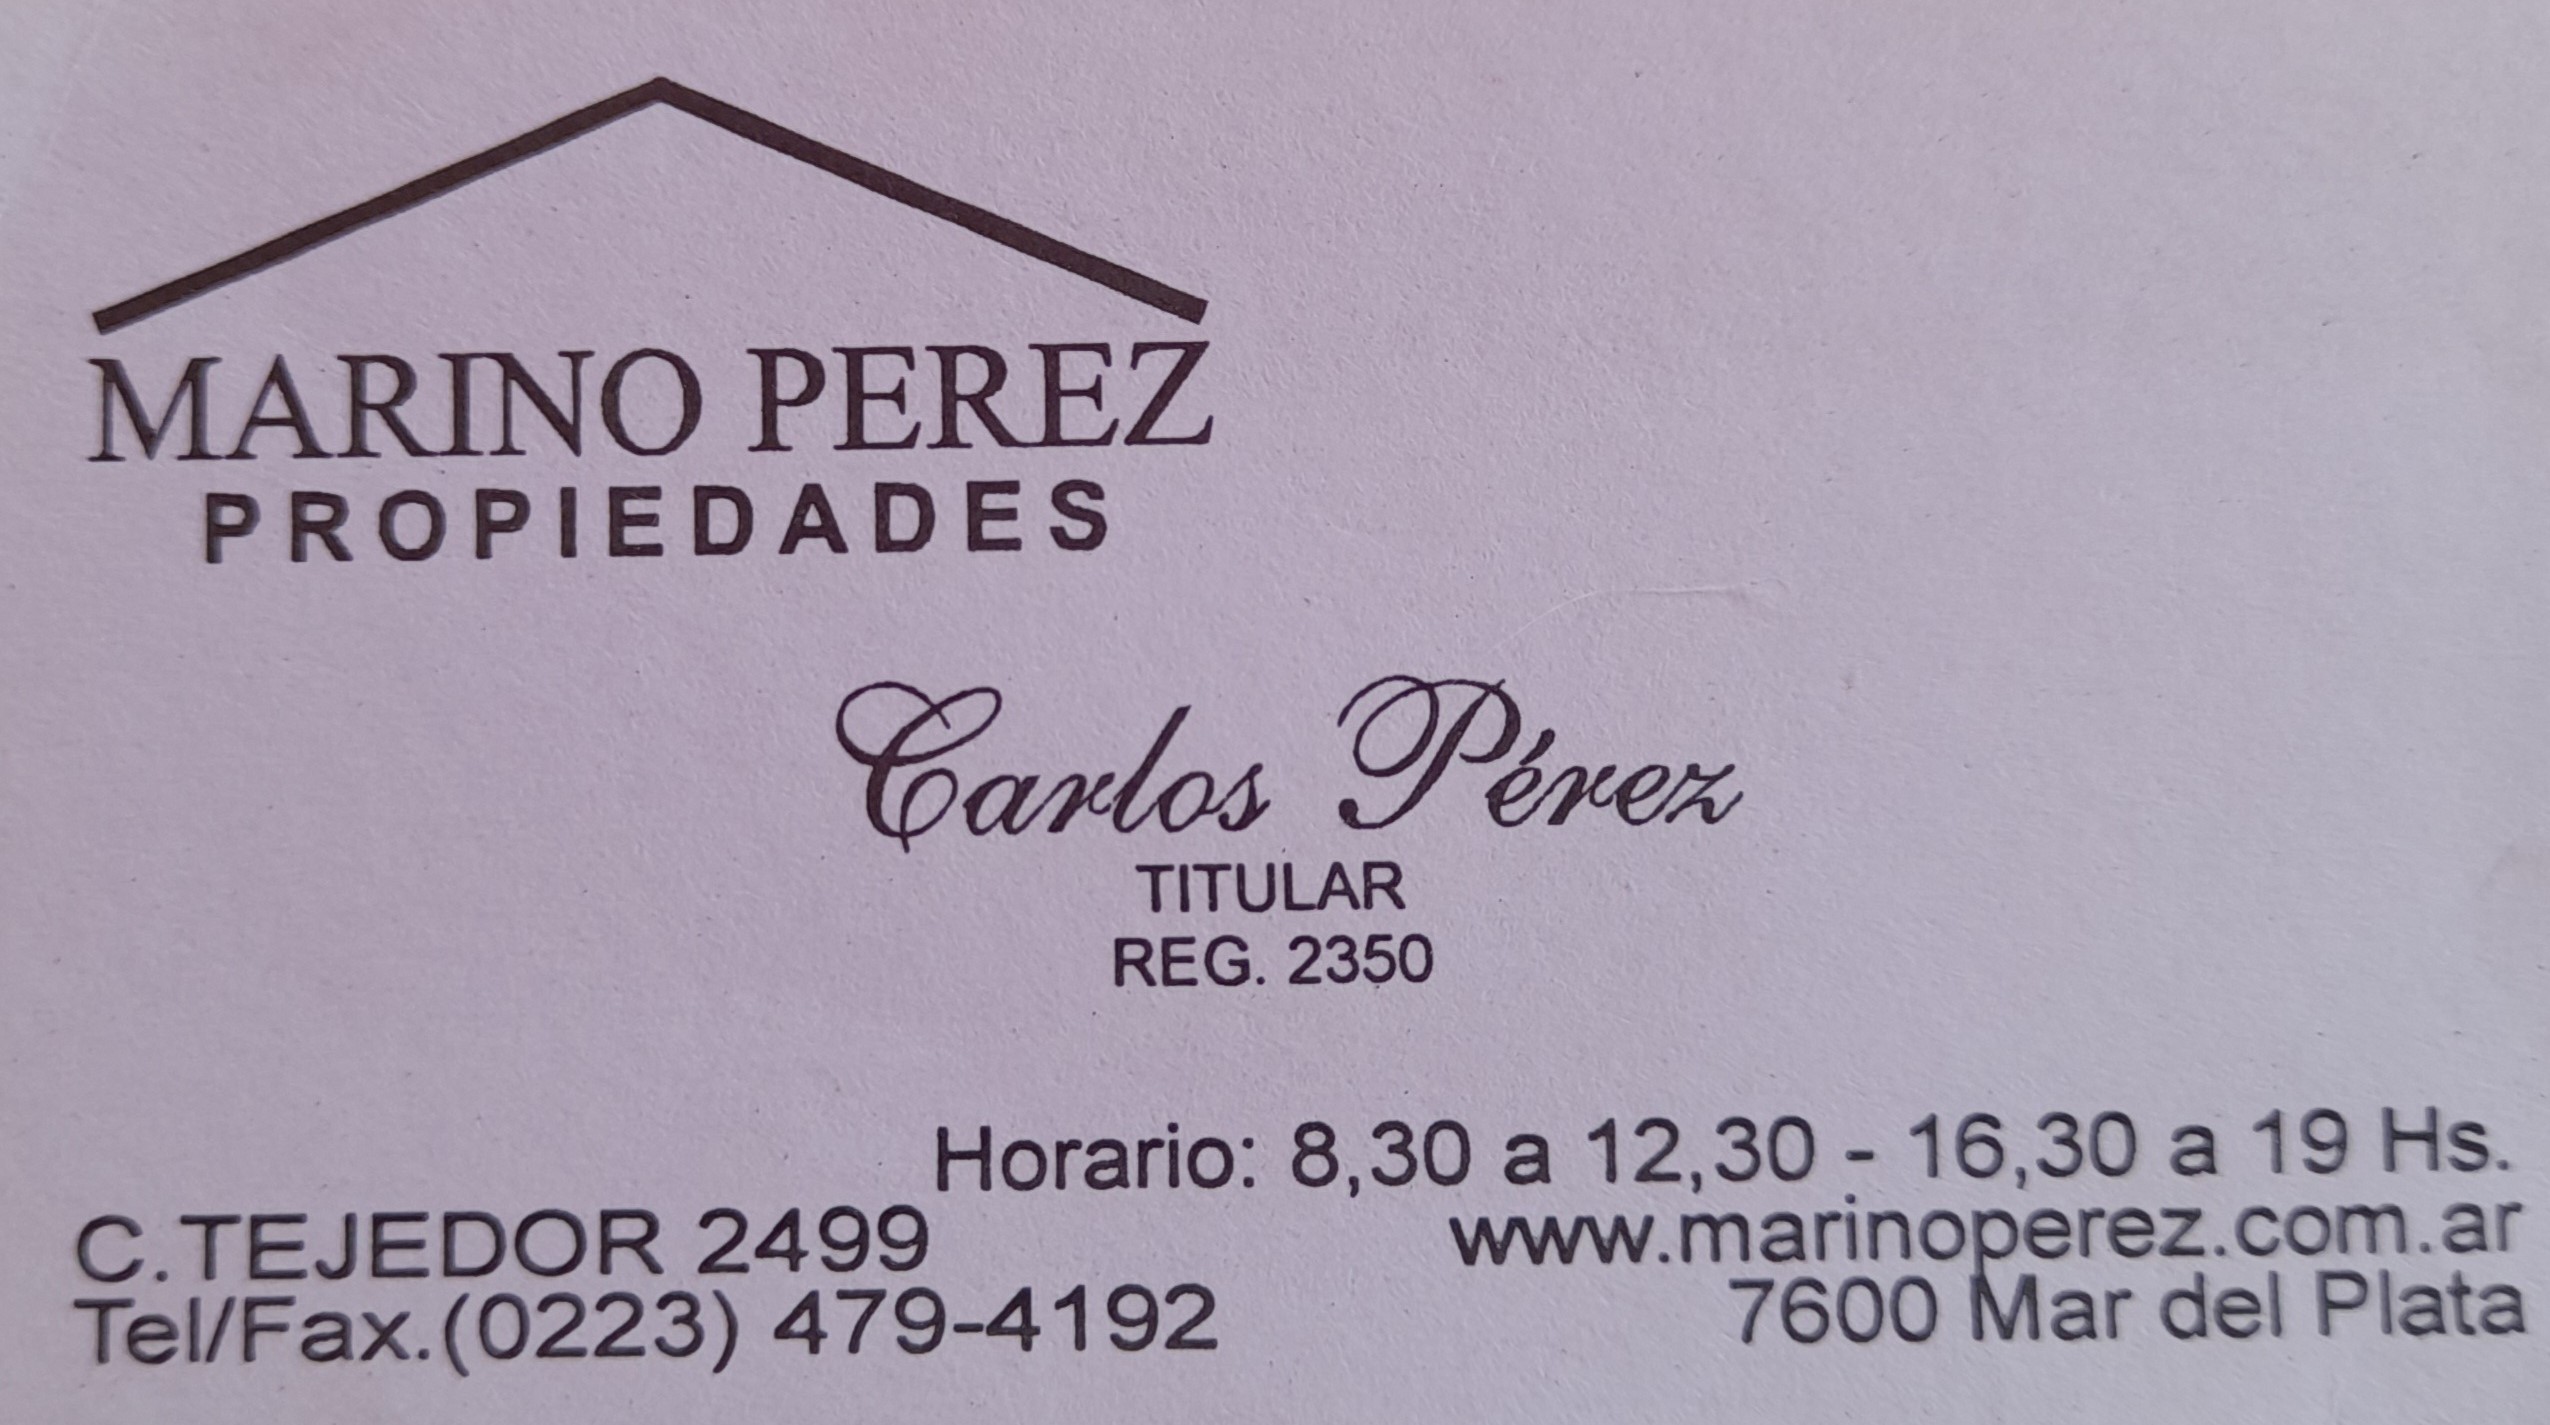 MARINO PEREZ
PROPIEDADES
Carlos Pérez
TITULAR
REG. 2350
Horario: 8,30 a 12,30 - 16,30 a 19 Hs.
C.TEJEDOR 2499
www.marinoperez.com.ar
Tel/Fax.(0223) 479-4192
7600 Mar del Plata